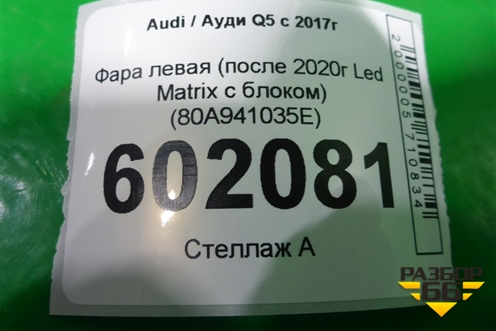 Audi / Ауди Q5 с 2017г
Фара левая (после 2020г Led
Matrix с блоком)
(80A941035E)
602081
Стеллаж А
2000005710834
РАЗБОР
66